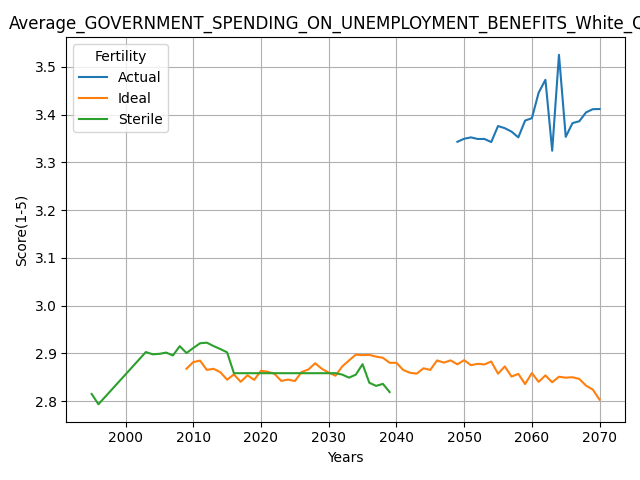 Average_GOVERNMENT_SPENDING_ON_UNEMPLOYMENT_BENEFITS_White_
Fertility
Actual
Ideal
Sterile
3.5
3.4
3.3
3.2
3.1
3.0
2.9
2.8
Score(1-5)
2000 2010 2020 2030 2040 2050 2060 2070
Years